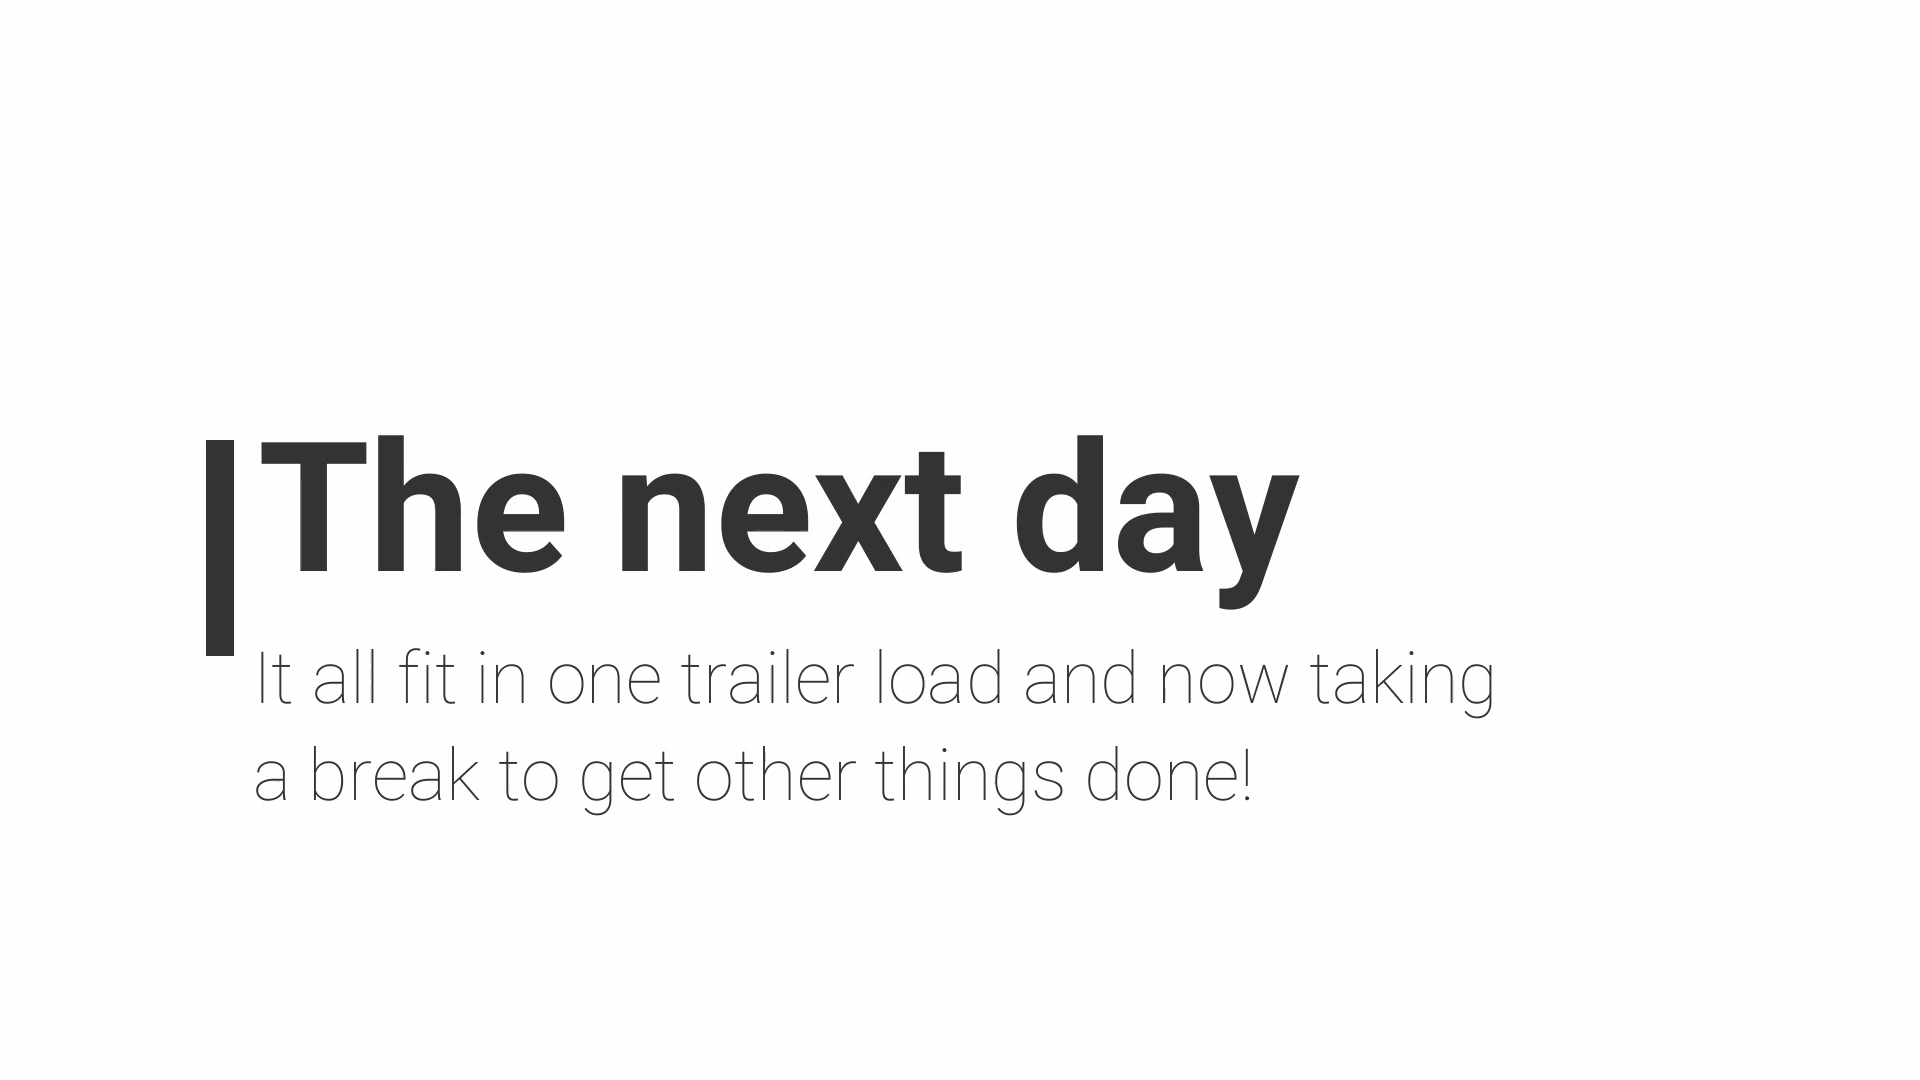 The next day
It all fit in one trailer load and now taking
a break to get other things done!